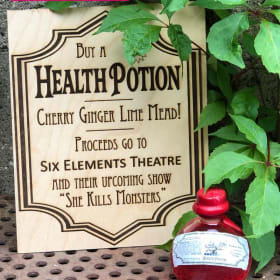 Buy a
Health Potion
Cherry Ginger Lime Mead!
Proceeds go to
Six Elements Theatre
and their upcoming show
"She Kills Monsters"